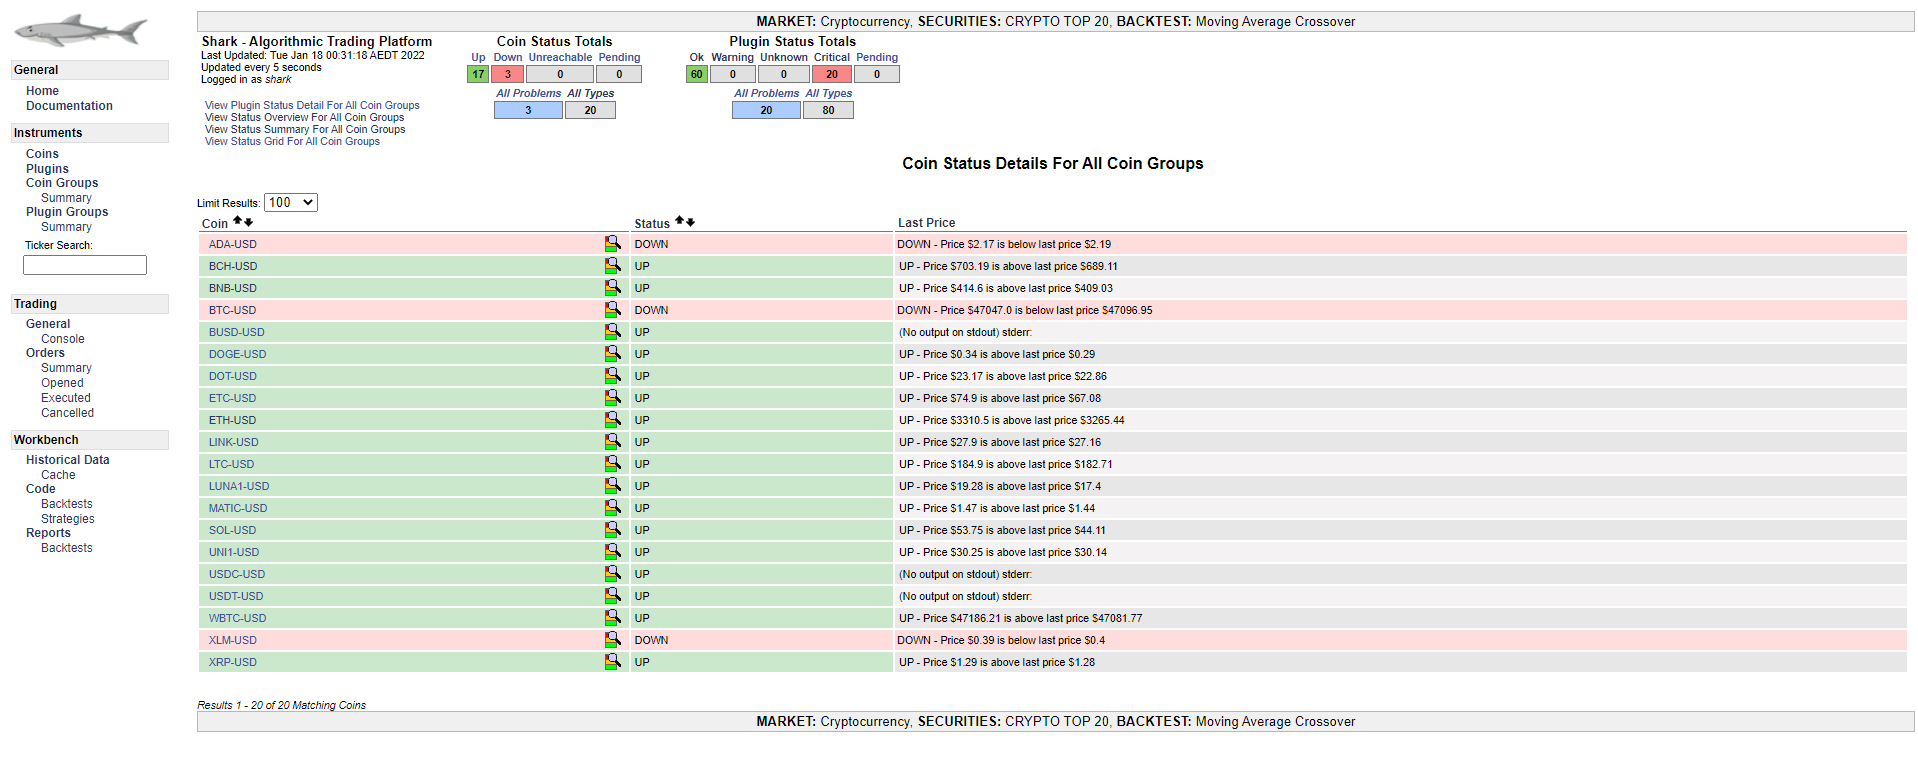 MARKET: Cryptocurrency, SECURITIES: CRYPTO TOP 20, BACKTEST: Moving Average Crossover
General
Home
Documentation
Instruments
Coins
Plugins
Coin Groups
Summary
Plugin Groups
Summary
Ticker Search:
Trading
General
Console
Orders
Summary
Opened
Executed
Cancelled
Workbench
Historical Data
Cache
Code
Backtests
Strategies
Reports
Backtests
Shark - Algorithmic Trading Platform
Last Updated: Tue Jan 18 00:31:18 AEDT 2022
Updated every 5 seconds
Logged in as shark
View Plugin Status Detail For All Coin Groups
View Status Overview For All Coin Groups
View Status Summary For All Coin Groups
View Status Grid For All Coin Groups
Coin Status Totals
Up Down Unreachable Pending
17 3 0 0
All Problems All Types
3 20
Plugin Status Totals
Ok Warning Unknown Critical Pending
60 0 0 20 0
All Problems All Types
20 80
Coin Status Details For All Coin Groups
Limit Results: 100
Coin Status Last Price
ADA-USD DOWN DOWN - Price $2.17 is below last price $2.19
BCH-USD UP UP - Price $703.19 is above last price $689.11
BNB-USD UP UP - Price $414.6 is above last price $409.03
BTC-USD DOWN DOWN - Price $47047.0 is below last price $47096.95
BUSD-USD UP (No output on stdout) stderr:
DOGE-USD UP UP - Price $0.34 is above last price $0.29
DOT-USD UP UP - Price $23.17 is above last price $22.86
ETC-USD UP UP - Price $74.9 is above last price $67.08
ETH-USD UP UP - Price $3310.5 is above last price $3265.44
LINK-USD UP UP - Price $27.9 is above last price $27.16
LTC-USD UP UP - Price $184.9 is above last price $182.71
LUNA1-USD UP UP - Price $19.28 is above last price $17.4
MATIC-USD UP UP - Price $1.47 is above last price $1.44
SOL-USD UP UP - Price $53.75 is above last price $44.11
UNI1-USD UP UP - Price $30.25 is above last price $30.14
USDC-USD UP (No output on stdout) stderr:
USDT-USD UP (No output on stdout) stderr:
WBTC-USD UP UP - Price $47186.21 is above last price $47081.77
XLM-USD DOWN DOWN - Price $0.39 is below last price $0.4
XRP-USD UP UP - Price $1.29 is above last price $1.28
Results 1 - 20 of 20 Matching Coins
MARKET: Cryptocurrency, SECURITIES: CRYPTO TOP 20, BACKTEST: Moving Average Crossover